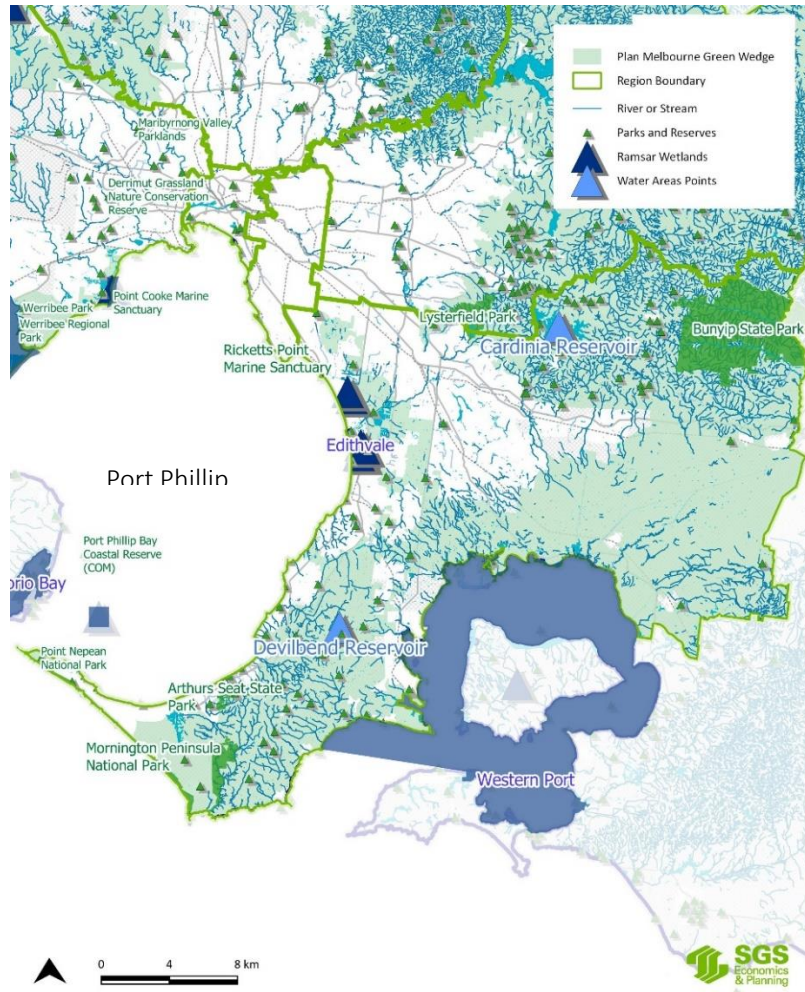 Plan Melbourne Green Wedge
Region Boundary
River or Stream
Parks and Reserves
Ramsar Wetlands
Water Areas Points
Maribyrnong Valley
Parklands
Derrimut Grassland
Nature Conservation
Reserve
Werribee Park
Werribee Regional
Park
Point Cooke Marine
Sanctuary
Lysterfield Park
Cardinia Reservoir
Bunyip State Park
Ricketts Point
Marine Sanctuary
Edithvale
Port Phillip
Port Phillip Bay
Coastal Reserve
(COM)
orio Bay
Point Nepean
National Park
Devilbend Reservoir
Arthurs Seat State
Park
Mornington Peninsula
National Park
Western Port
0 4 8 km
SGS
Economics
& Planning